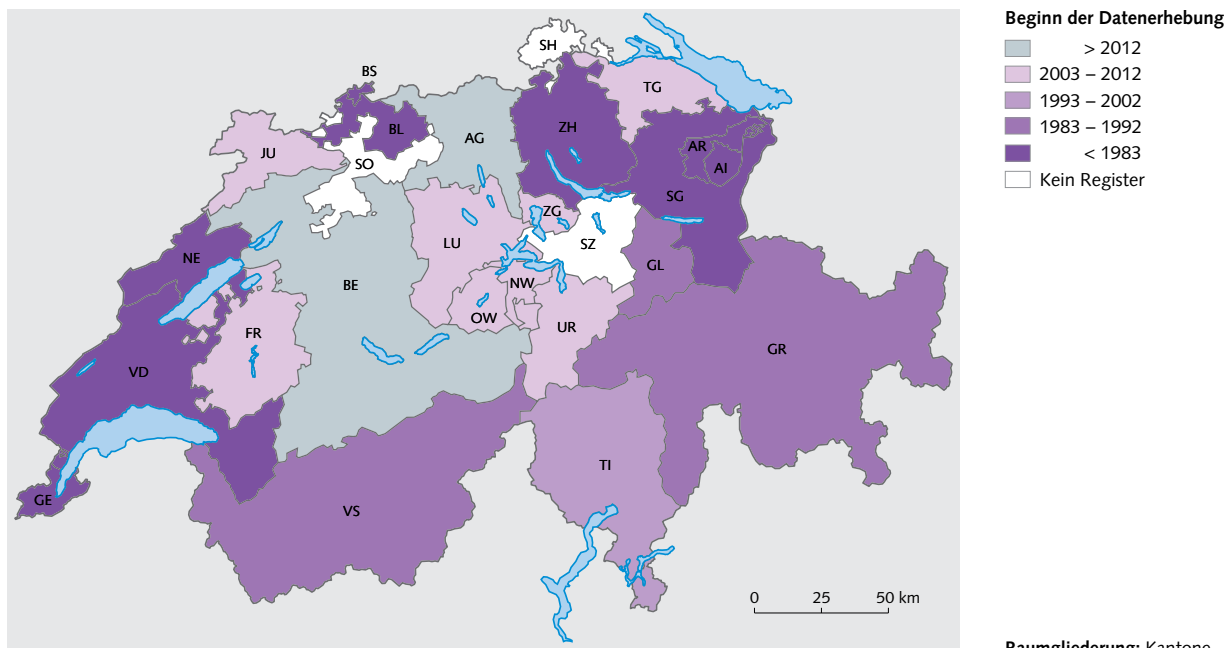 Beginn der Datenerhebung
> 2012
2003 – 2012
1993 – 2002
1983 – 1992
< 1983
Kein Register
SH
BS
TG
BL
AG
ZH
JU
SO
AR
AI
SG
ZG
LU
SZ
NE
GL
BE
NW
OW
UR
FR
GR
VD
TI
GE
VS
0 25 50 km
Raumgliederung: Kantone